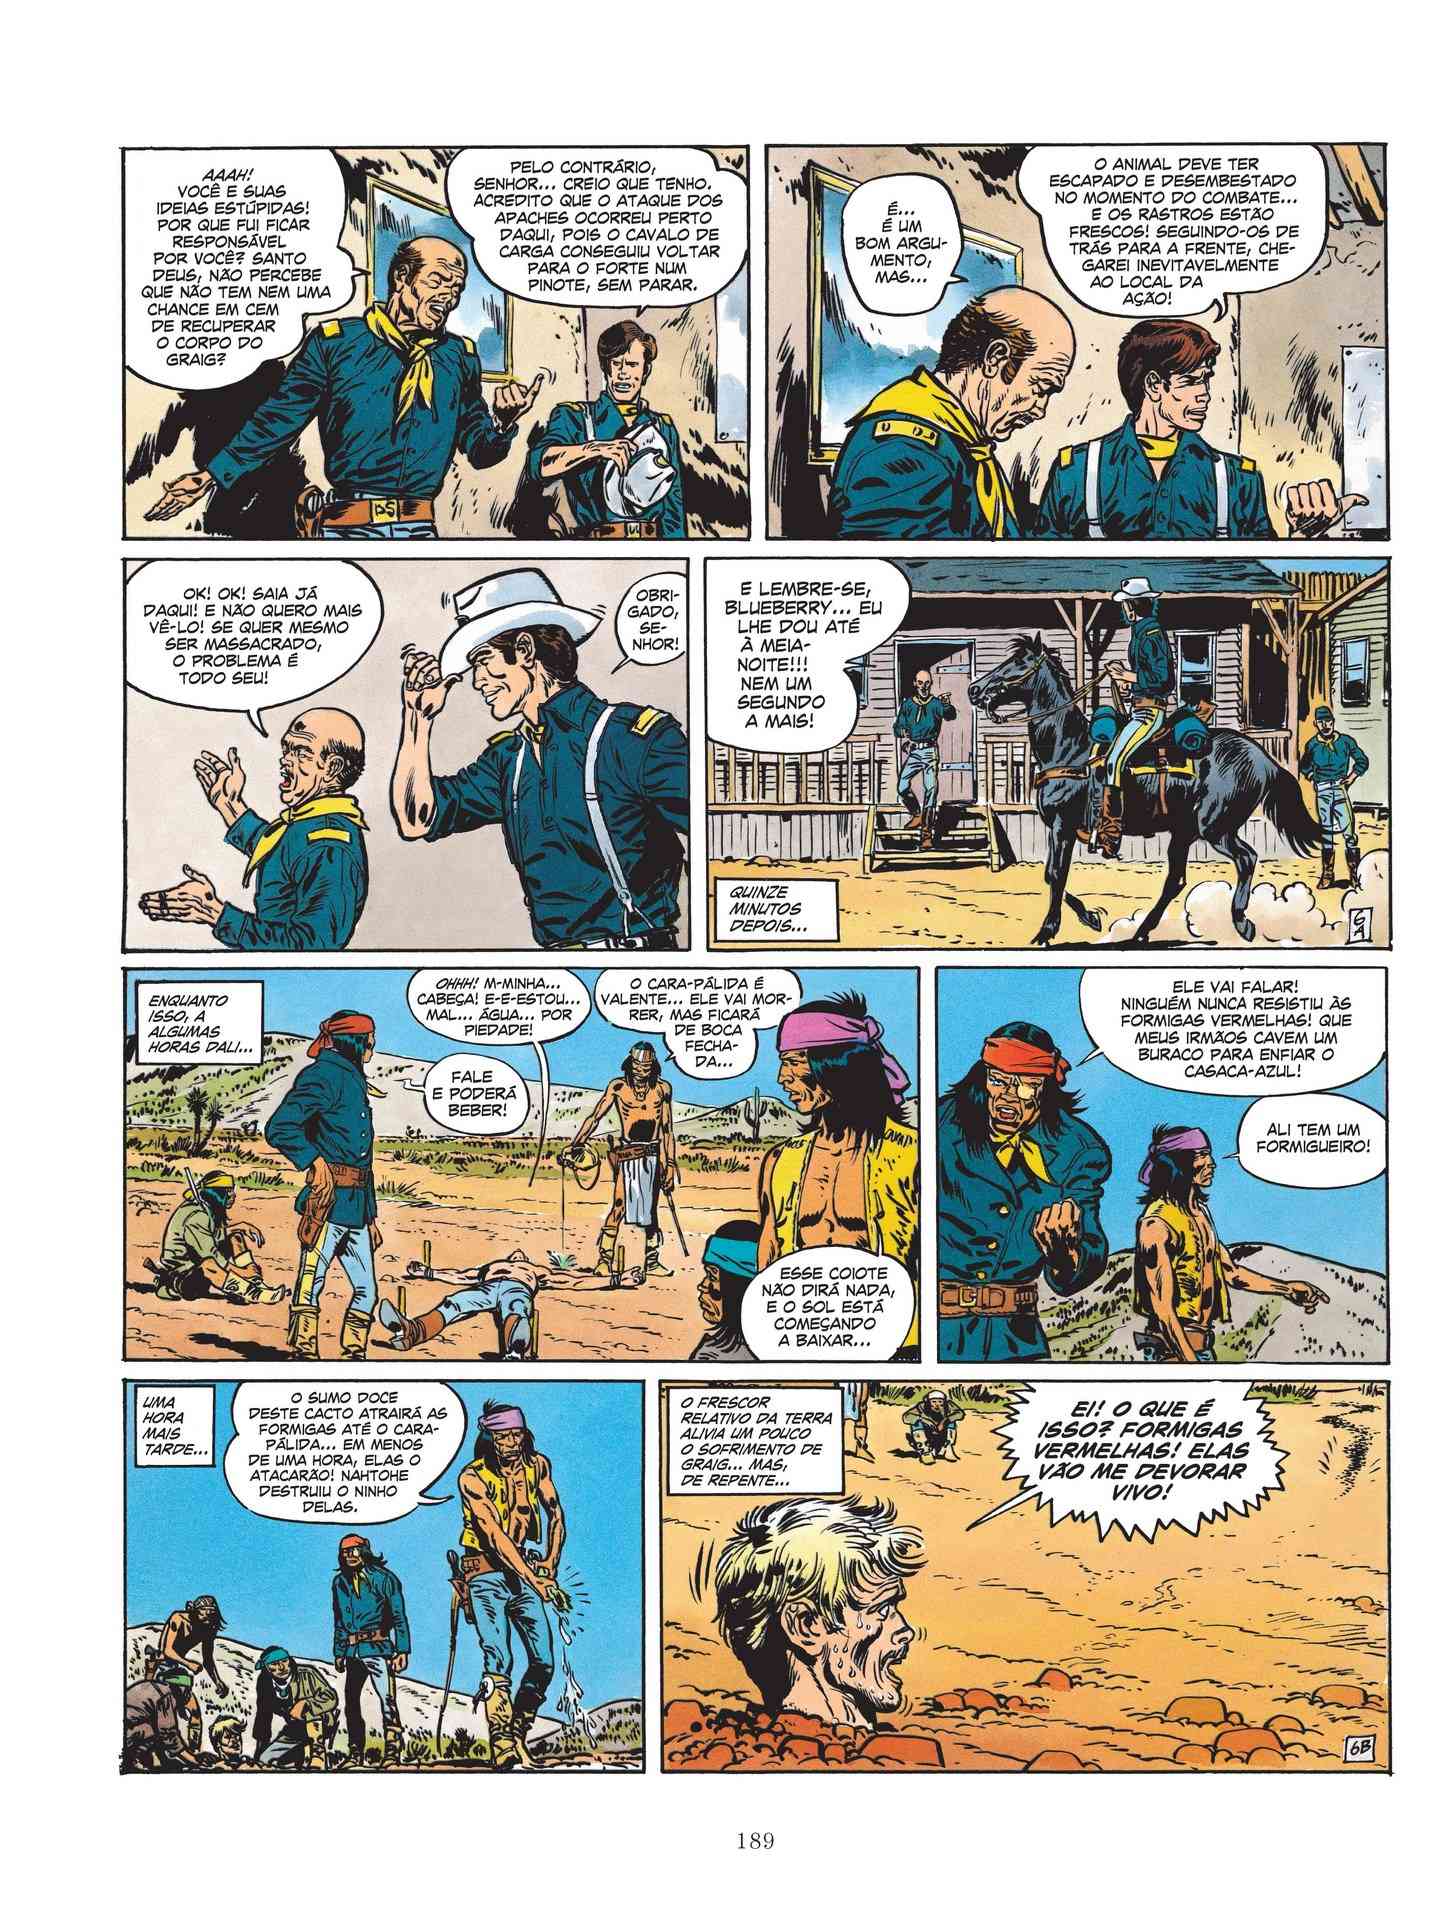 AAAH!
VOCÊ E SUAS
IDEIAS ESTÚPIDAS!
POR QUE FUI FICAR
RESPONSÁVEL
POR VOCÊ? SANTO
DEUS, NÃO PERCEBE
QUE NÃO TEM NEM UMA
CHANCE EM CEM
DE RECUPERAR
O CORPO DO
GRAIG?
PELO CONTRÁRIO,
SENHOR... CREIO QUE TENHO.
ACREDITO QUE O ATAQUE DOS
APACHES OCORREU PERTO
DAQUI, POIS O CAVALO DE
CARGA CONSEGUIU VOLTAR
PARA O FORTE NUM
PINOTE, SEM PARAR.
É...
É UM
BOM ARGU-
MENTO,
MAS...
O ANIMAL DEVE TER
ESCAPADO E DESEMBESTADO
NO MOMENTO DO COMBATE...
E OS RASTROS ESTÃO
FRESCOS! SEGUINDO-OS DE
TRÁS PARA A FRENTE, CHE-
GAREI INEVITAVELMENTE
AO LOCAL DA
AÇÃO!
OK! OK! SAIA JÁ
DAQUI! E NÃO QUERO MAIS
VÊ-LO! SE QUER MESMO
SER MASSACRADO,
O PROBLEMA É
TODO SEU!
OBRI-
GADO,
SE-
NHOR!
E LEMBRE-SE,
BLUEBERRY... EU
LHE DOU ATÉ
À MEIA-
NOITE!!!
NEM UM
SEGUNDO
A MAIS!
QUINZE
MINUTOS
DEPOIS...
6A
ENQUANTO
ISSO, A
ALGUMAS
HORAS DALI...
OHHH! M-MINHA...
CABEÇA! E-E-ESTOU...
MAL... ÁGUA... POR
PIEDADE!
FALE
E PODERÁ
BEBER!
O CARA-PÁLIDA É
VALENTE... ELE VAI MOR-
RER, MAS FICARÁ
DE BOCA
FECHA-
DA...
ESSE COIOTE
NÃO DIRÁ NADA,
E O SOL ESTÁ
COMEÇANDO
A BAIXAR...
ELE VAI FALAR!
NINGUÉM NUNCA RESISTIU ÀS
FORMIGAS VERMELHAS! QUE
MEUS IRMÃOS CAVEM UM
BURACO PARA ENFIAR O
CASACA-AZUL!
ALI TEM UM
FORMIGUEIRO!
UMA
HORA
MAIS
TARDE...
O SUMO DOCE
DESTE CACTO ATRAIRÁ AS
FORMIGAS ATÉ O CARA-
PÁLIDA... EM MENOS
DE UMA HORA, ELAS O
ATACARÃO! NAHTOHE
DESTRUIU O NINHO
DELAS.
O FRESCOR
RELATIVO DA TERRA
ALIVIA UM POUCO
O SOFRIMENTO DE
GRAIG... MAS,
DE REPENTE...
EI! O QUE É
ISSO? FORMIGAS
VERMELHAS! ELAS
VÃO ME DEVORAR
VIVO!
6B
189